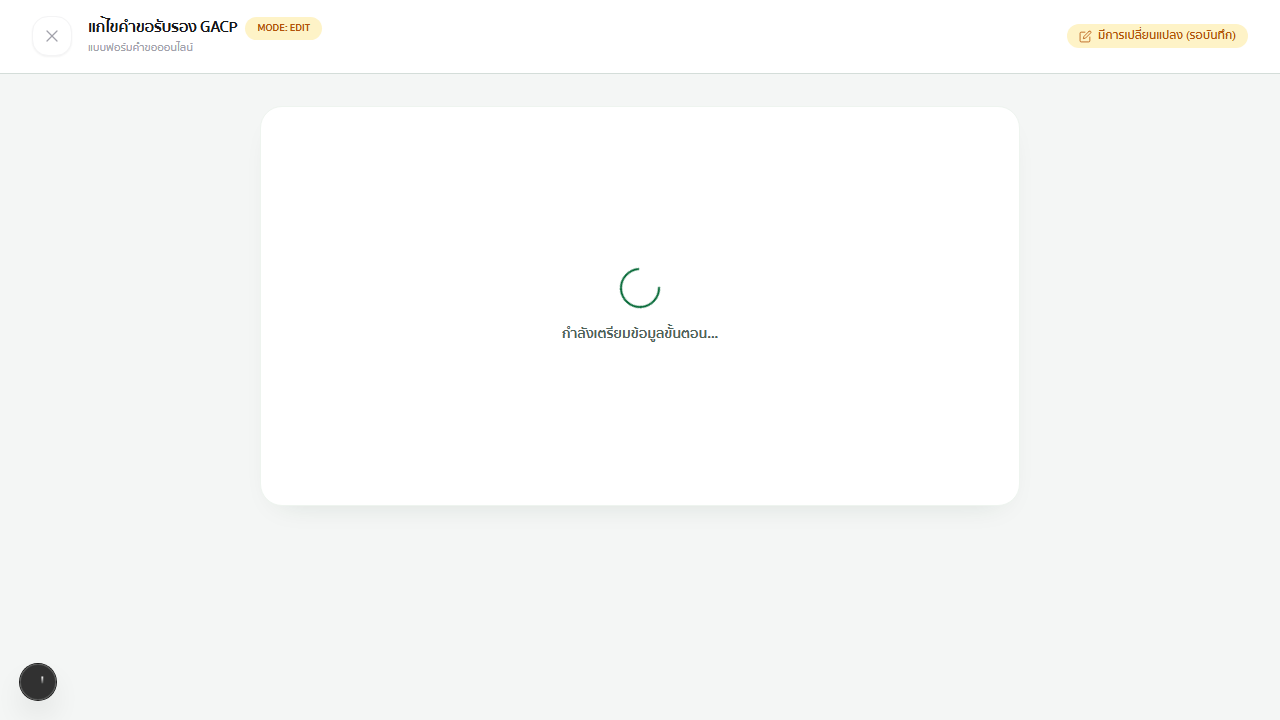 แก้ไขคำขอรับรอง GACP
MODE: EDIT
แบบฟอร์มคำขอออนไลน์
มีการเปลี่ยนแปลง (รอบันทึก)
กำลังเตรียมข้อมูลขั้นตอน...